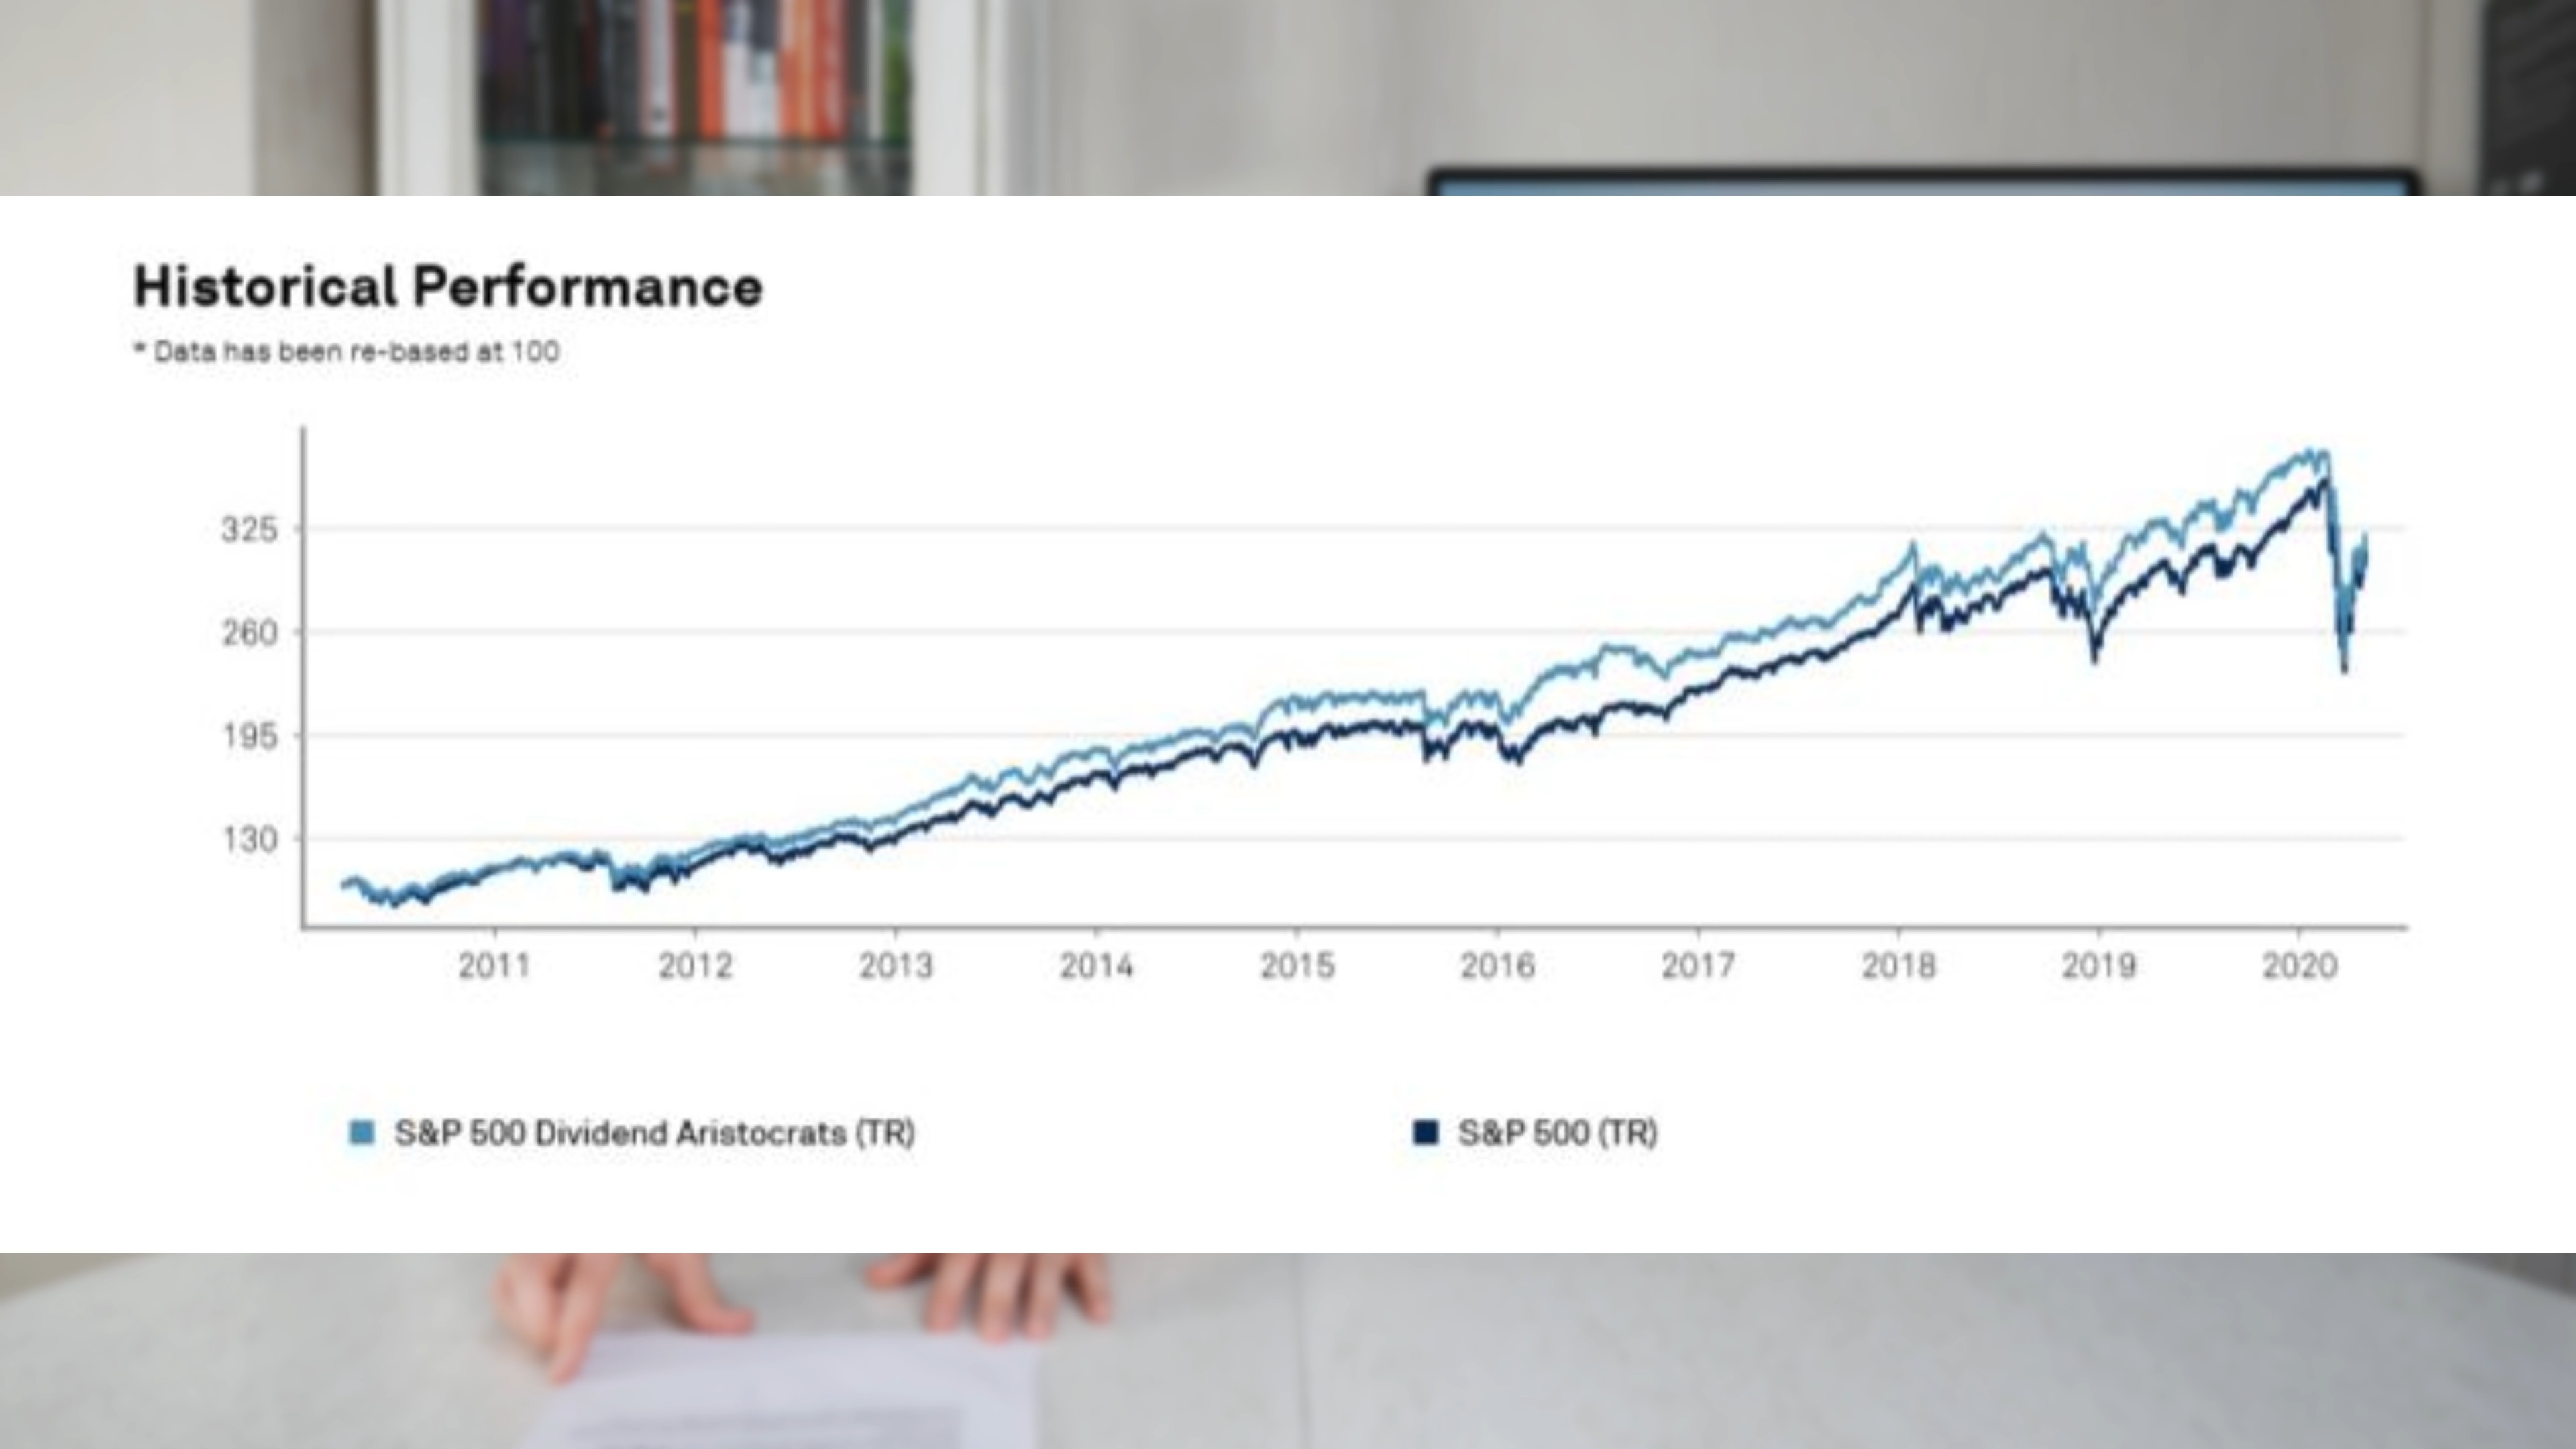 Historical Performance
* Data has been re-based at 100
325
260
195
130
2011 2012 2013 2014 2015 2016 2017 2018 2019 2020
S&P 500 Dividend Aristocrats (TR) S&P 500 (TR)